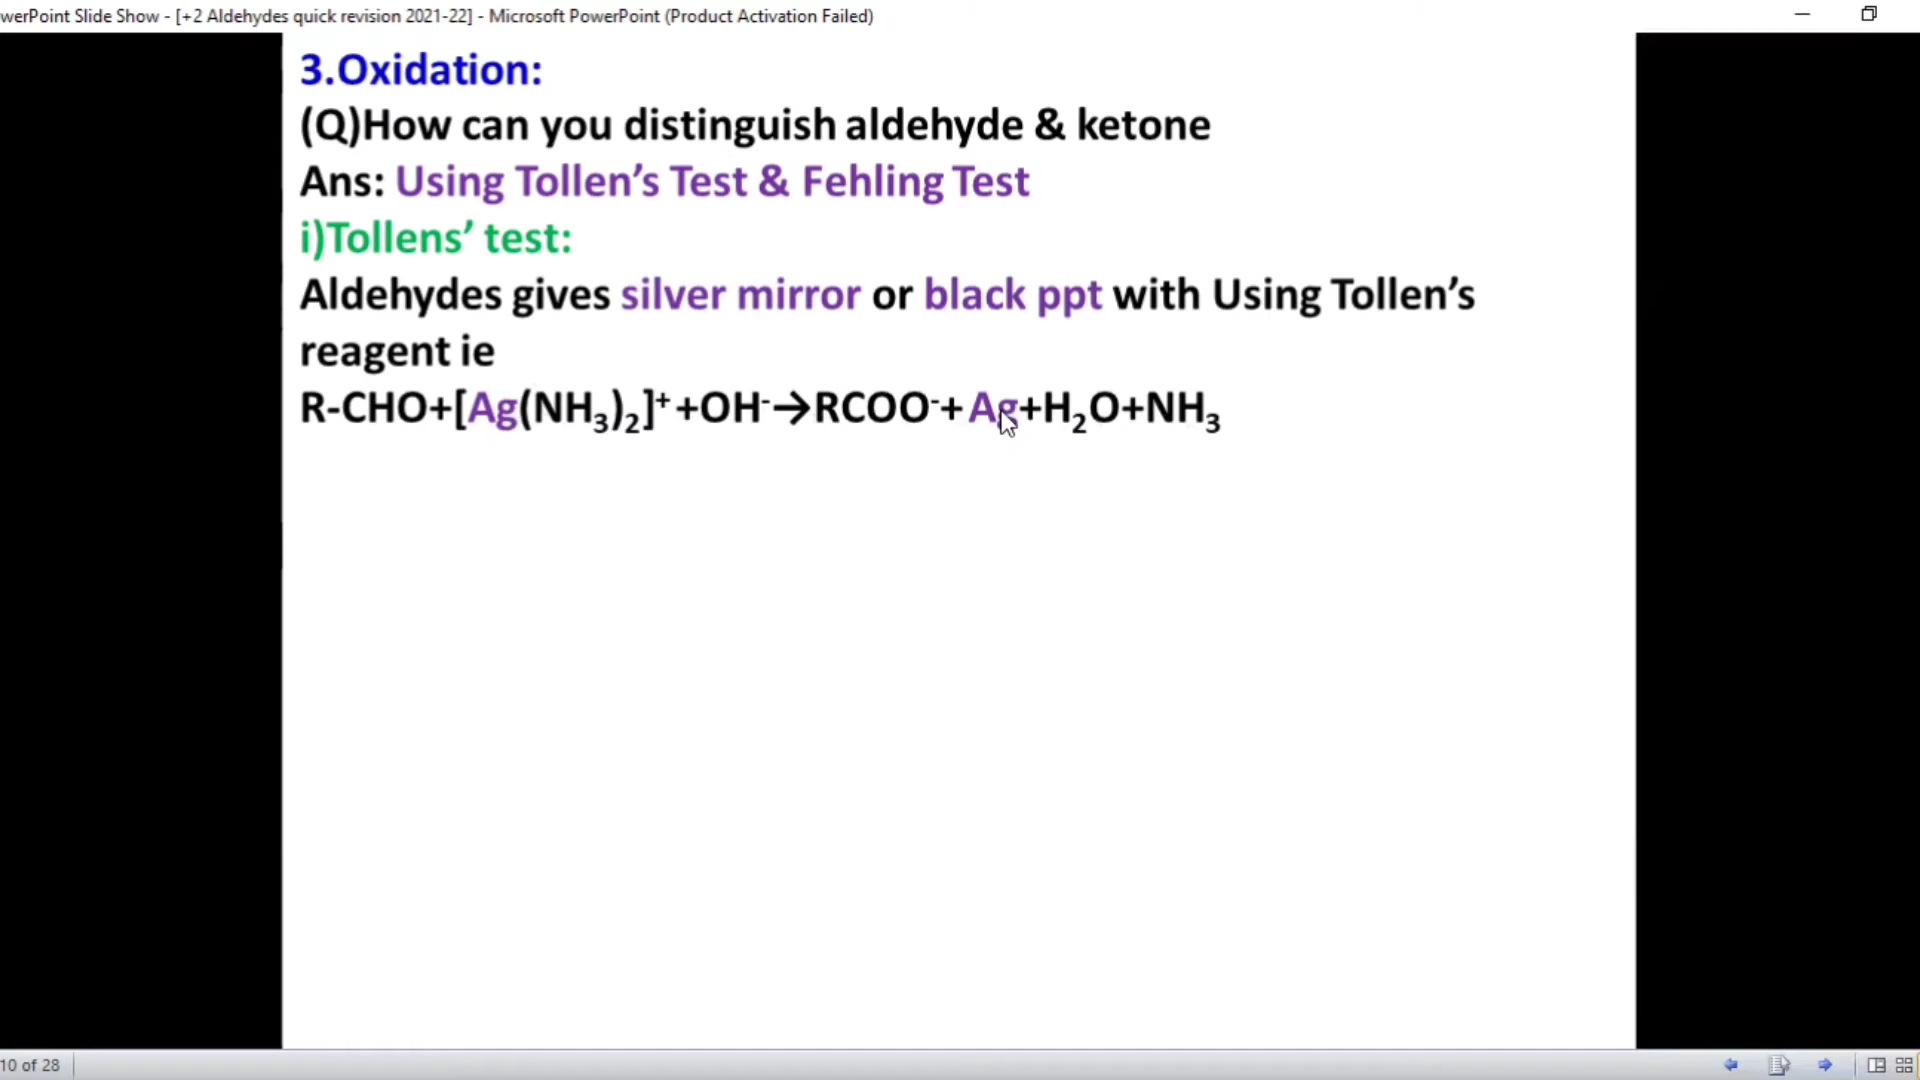 werPoint Slide Show - [+2 Aldehydes quick revision 2021-22] - Microsoft PowerPoint (Product Activation Failed)
3.Oxidation:
(Q)How can you distinguish aldehyde & ketone
Ans: Using Tollen’s Test & Fehling Test
i)Tollens’ test:
Aldehydes gives silver mirror or black ppt with Using Tollen’s
reagent ie
R-CHO+[Ag(NH₃)₂]⁺ +OH⁻→RCOO⁻+ Ag+H₂O+NH₃
10 of 28